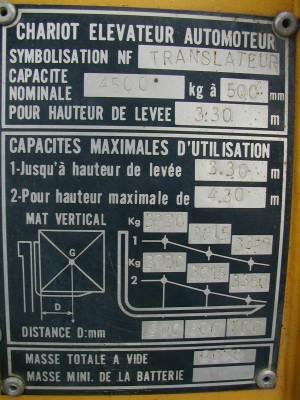 CHARIOT ELEVATEUR AUTOMOTEUR
SYMBOLISATION NF TRANSLATEUR
CAPACITE
NOMINALE 4500 kg à 500 mm
POUR HAUTEUR DE LEVEE 3.30 m
CAPACITES MAXIMALES D'UTILISATION
1-Jusqu'à hauteur de levée 3.30 m
2-Pour hauteur maximale de 4.30 m
MAT VERTICAL
Kg
1
G
Kg
2
D
DISTANCE D:mm
MASSE TOTALE A VIDE
MASSE MINI. DE LA BATTERIE